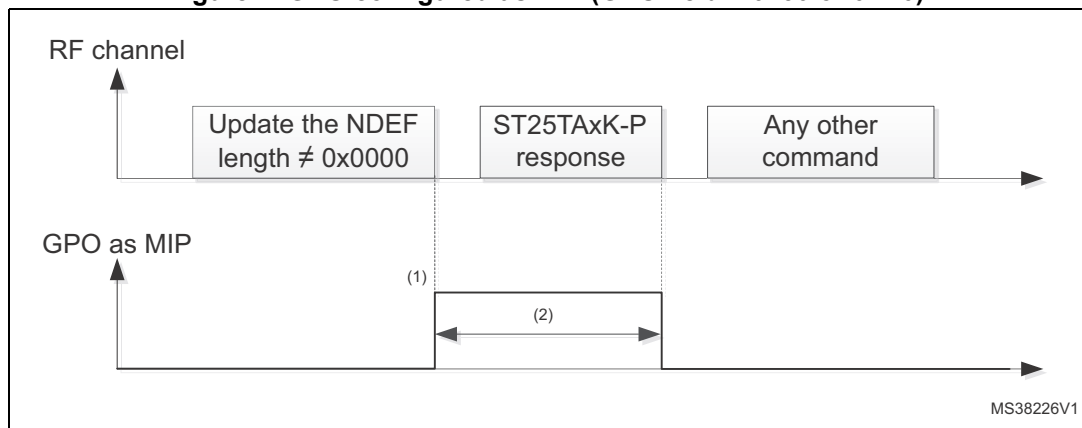 RF channel
Update the NDEF
length ≠ 0x0000
ST25TAxK-P
response
Any other
command
GPO as MIP
(1)
(2)
MS38226V1